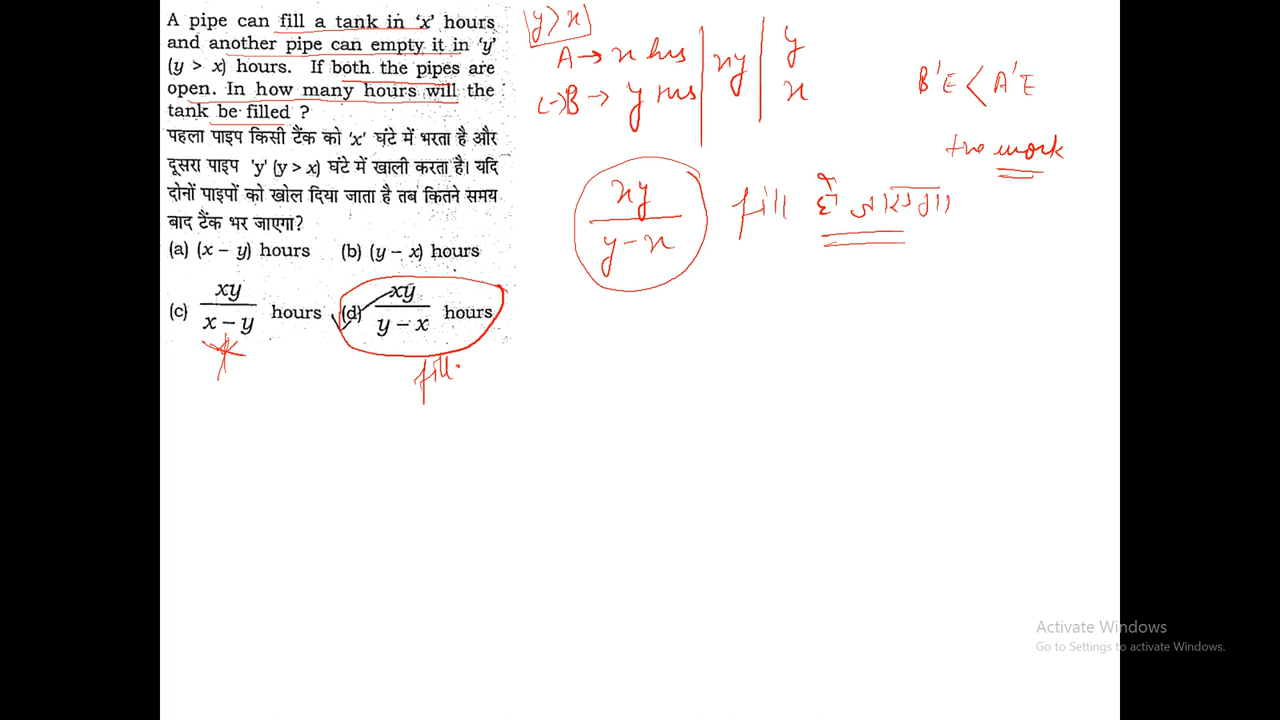 A pipe can fill a tank in ‘x’ hours
and another pipe can empty it in ‘y’
(y > x) hours. If both the pipes are
open. In how many hours will the
tank be filled ?
पहला पाइप किसी टैंक को ‘x’ घंटे में भरता है और
दूसरा पाइप ‘y’ (y > x) घंटे में खाली करता है। यदि
दोनों पाइपों को खोल दिया जाता है तब कितने समय
बाद टैंक भर जाएगा?
(a) (x – y) hours (b) (y – x) hours
(c) xy / x – y hours (d) xy / y – x hours
fill
y > x
A → x hrs | xy | y
(-) B → y hrs | x
B'E < A'E
+ve work
xy / y – x fill हो जाएगा
Activate Windows
Go to Settings to activate Windows.